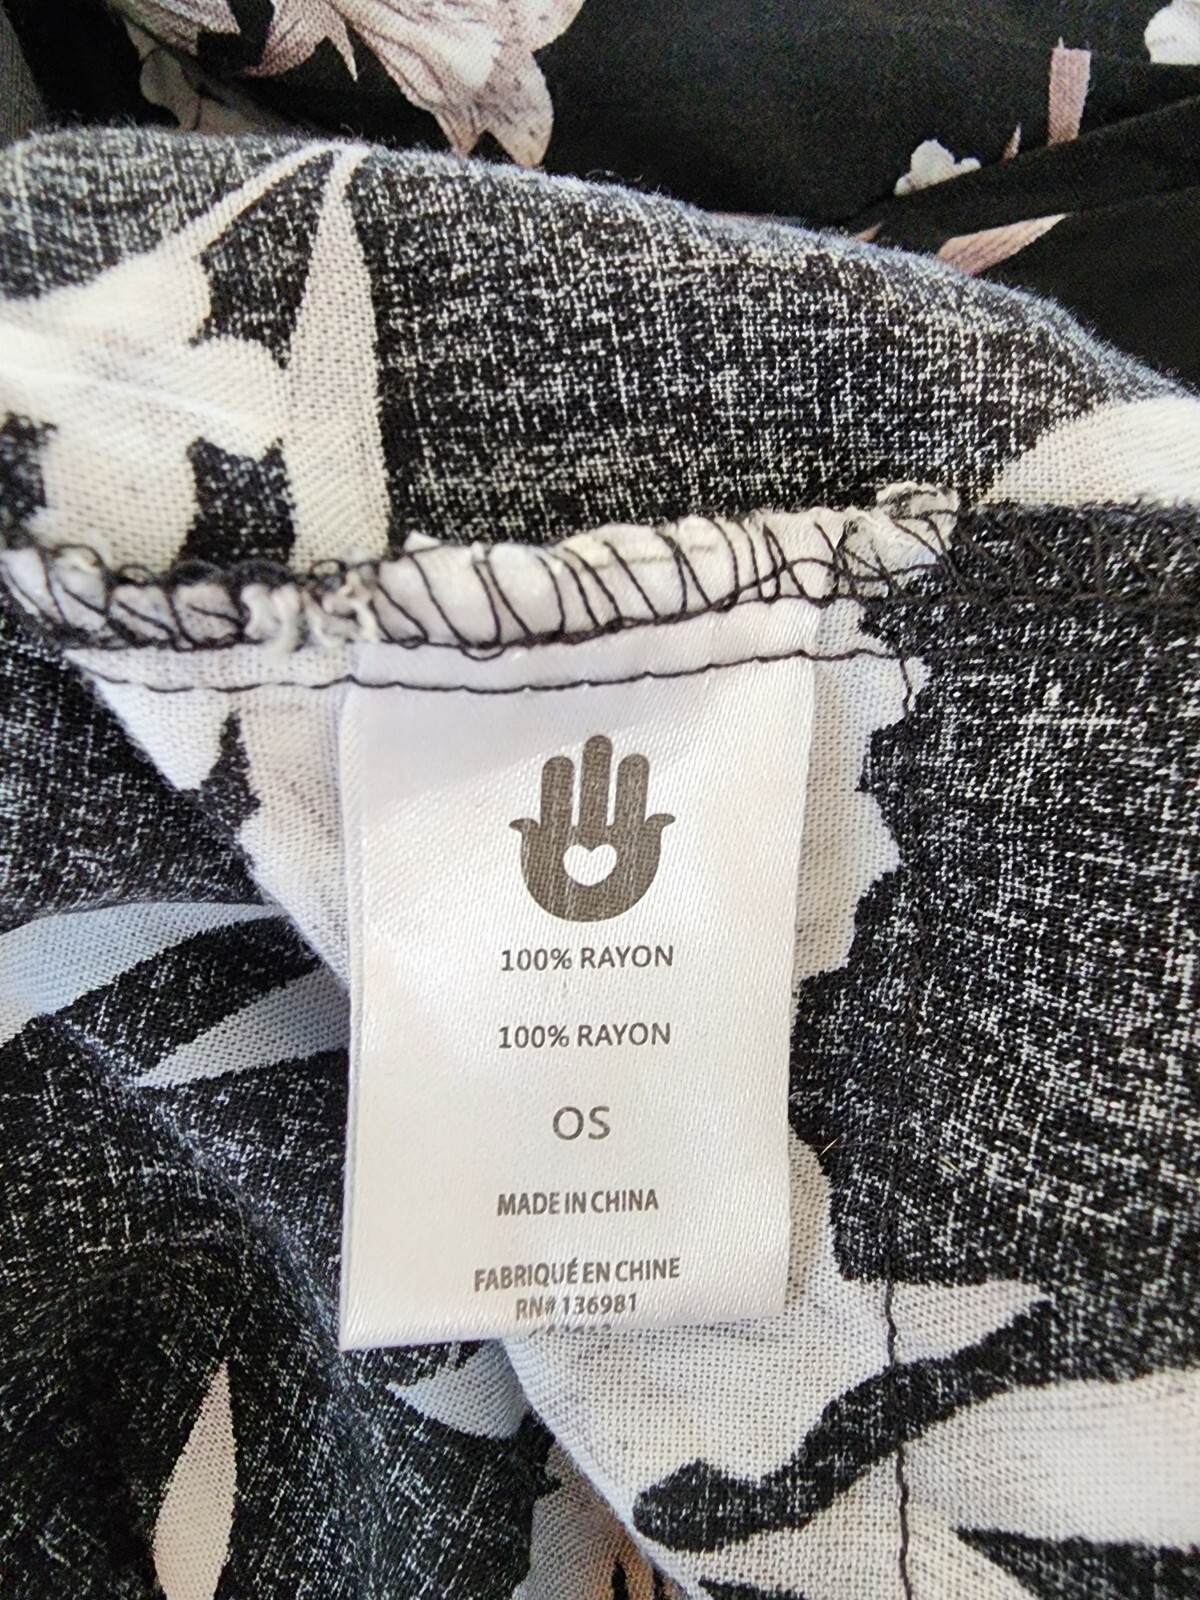 100% RAYON
100% RAYON
OS
MADE IN CHINA
FABRIQUÉ EN CHINE
RN# 136981